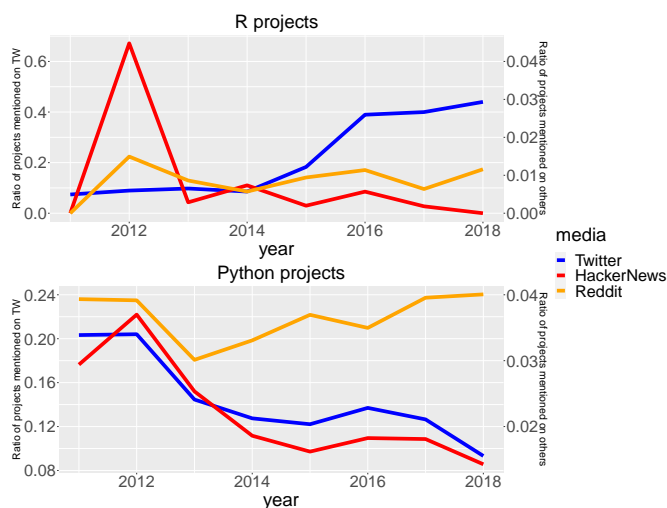 R projects
Ratio of projects mentioned on TW
0.6
0.4
0.2
0.0
Ratio of projects mentioned on others
0.04
0.03
0.02
0.01
0.00
2012
2014
2016
2018
year
Python projects
Ratio of projects mentioned on TW
0.24
0.20
0.16
0.12
0.08
Ratio of projects mentioned on others
0.04
0.03
0.02
2012
2014
2016
2018
year
media
Twitter
HackerNews
Reddit